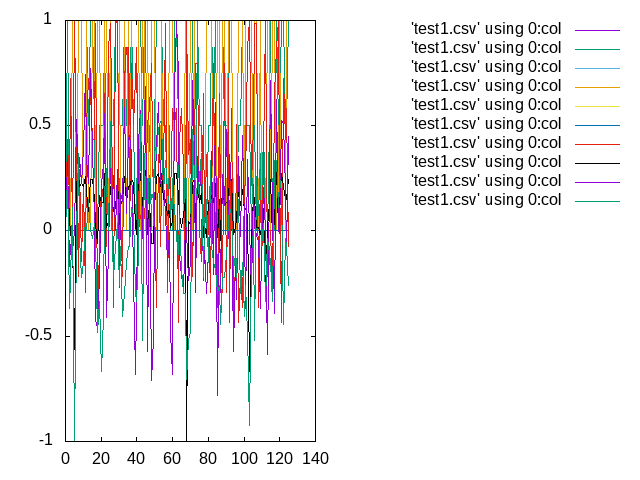 1
0.5
0
-0.5
-1
0 20 40 60 80 100 120 140
'test1.csv' using 0:col
'test1.csv' using 0:col
'test1.csv' using 0:col
'test1.csv' using 0:col
'test1.csv' using 0:col
'test1.csv' using 0:col
'test1.csv' using 0:col
'test1.csv' using 0:col
'test1.csv' using 0:col
'test1.csv' using 0:col